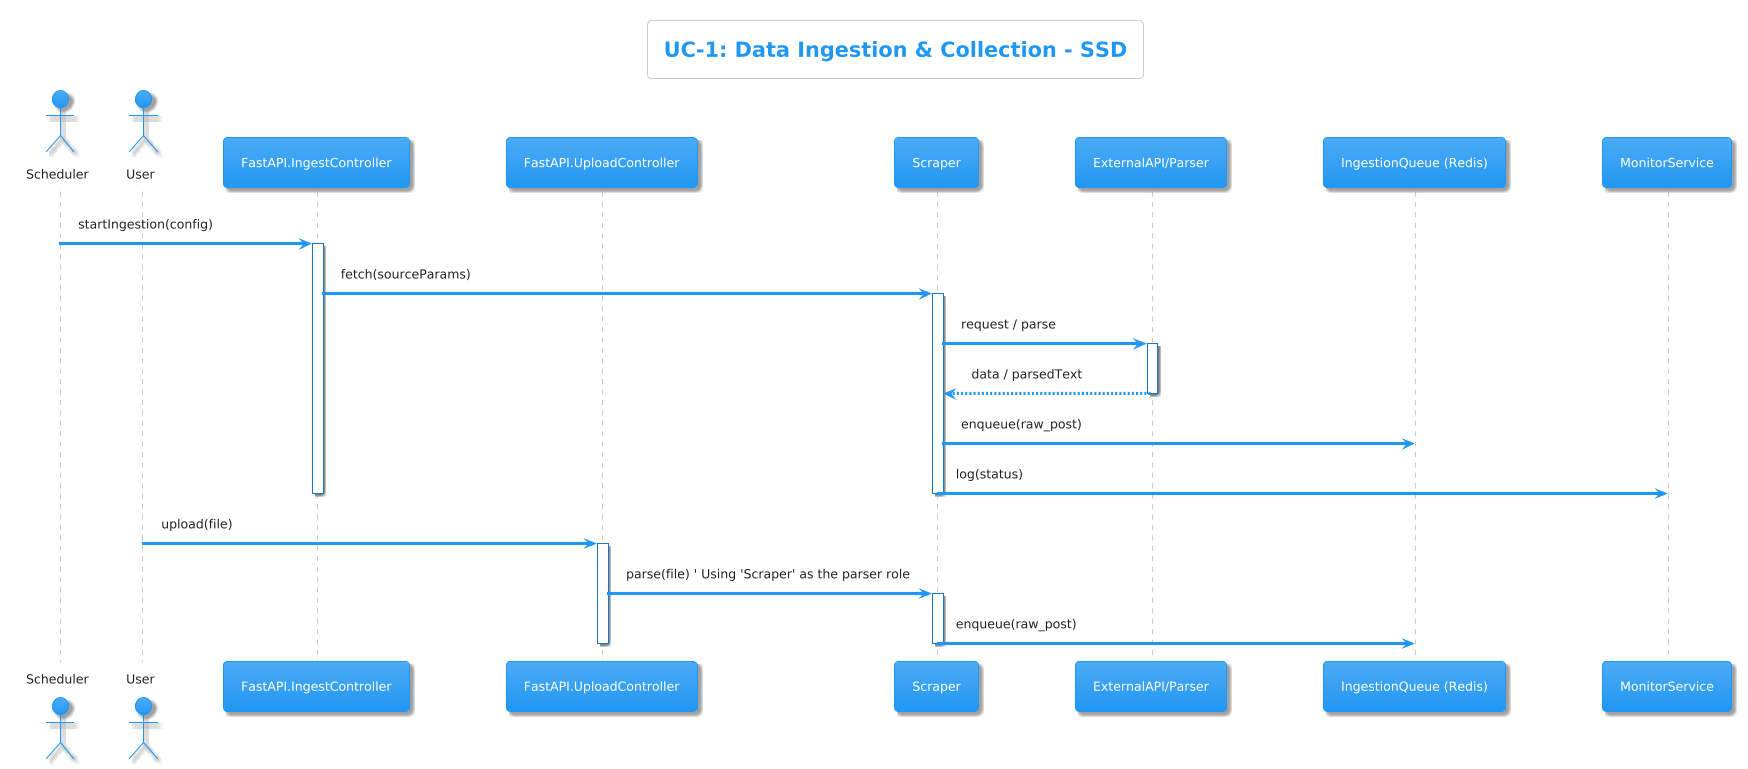 UC-1: Data Ingestion & Collection - SSD
Scheduler
User
FastAPI.IngestController
FastAPI.UploadController
Scraper
ExternalAPI/Parser
IngestionQueue (Redis)
MonitorService
startIngestion(config)
fetch(sourceParams)
request / parse
data / parsedText
enqueue(raw_post)
log(status)
upload(file)
parse(file) ' Using 'Scraper' as the parser role
enqueue(raw_post)
Scheduler
User
FastAPI.IngestController
FastAPI.UploadController
Scraper
ExternalAPI/Parser
IngestionQueue (Redis)
MonitorService